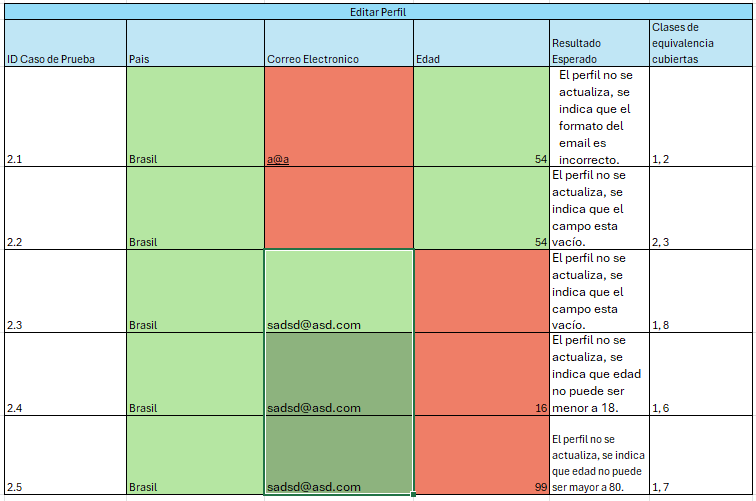 Editar Perfil
ID Caso de Prueba
Pais
Correo Electronico
Edad
Resultado
Esperado
Clases de
equivalencia
cubiertas
2.1
Brasil
a@a
54
El perfil no se
actualiza, se
indica que el
formato del
email es
incorrecto.
1, 2
2.2
Brasil
54
El perfil no se
actualiza, se
indica que el
campo esta
vacío.
2, 3
2.3
Brasil
sadsd@asd.com
El perfil no se
actualiza, se
indica que el
campo esta
vacío.
1, 8
2.4
Brasil
sadsd@asd.com
16
El perfil no se
actualiza, se
indica que edad
no puede ser
menor a 18.
1, 6
2.5
Brasil
sadsd@asd.com
99
El perfil no se
actualiza, se indica
que edad no puede
ser mayor a 80.
1, 7